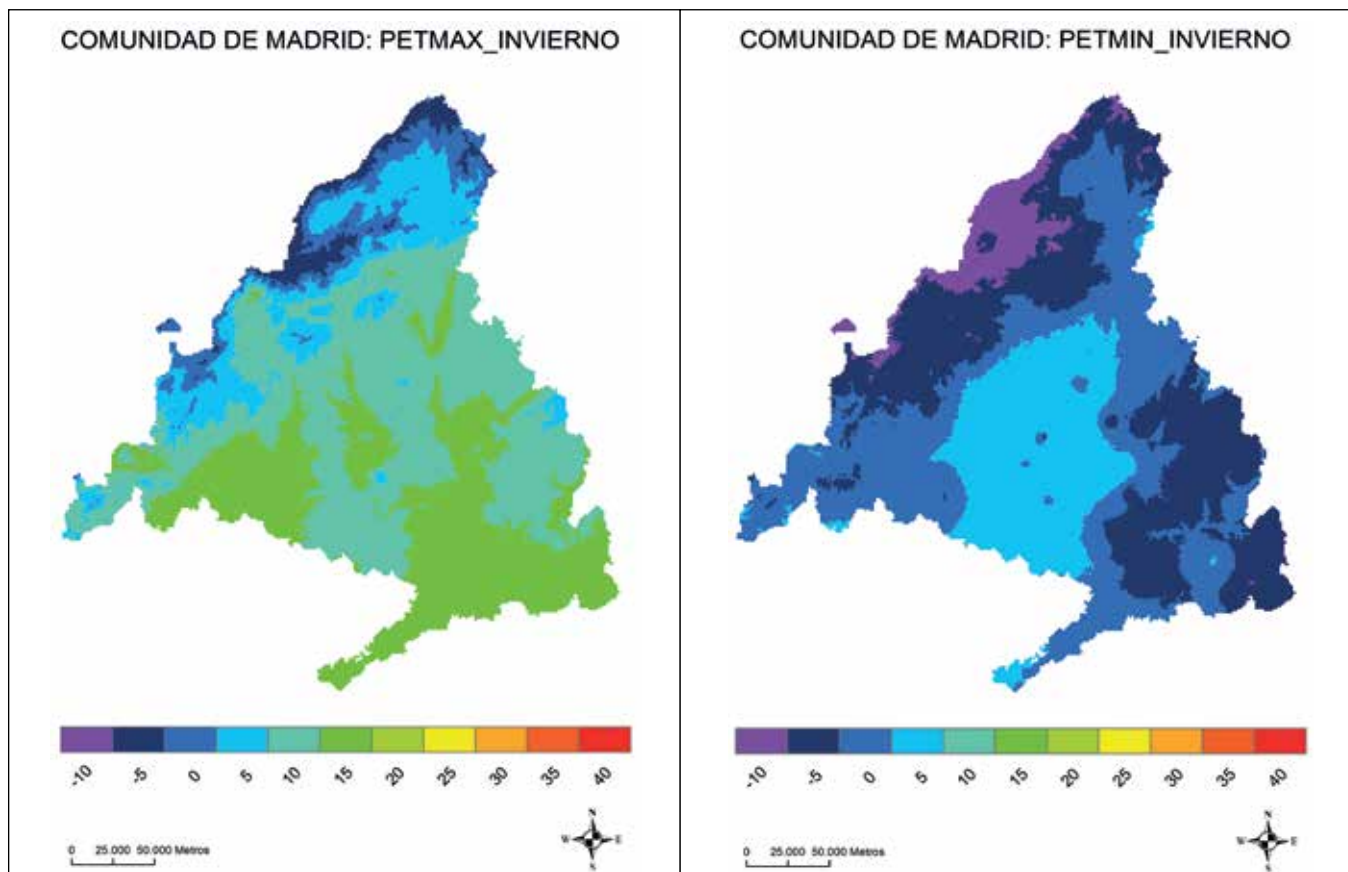 COMUNIDAD DE MADRID: PETMAX_INVIERNO
-10 -5 0 5 10 15 20 25 30 35 40
0 25.000 50.000 Metros
N
W E
S
COMUNIDAD DE MADRID: PETMIN_INVIERNO
-10 -5 0 5 10 15 20 25 30 35 40
0 25.000 50.000 Metros
N
W E
S